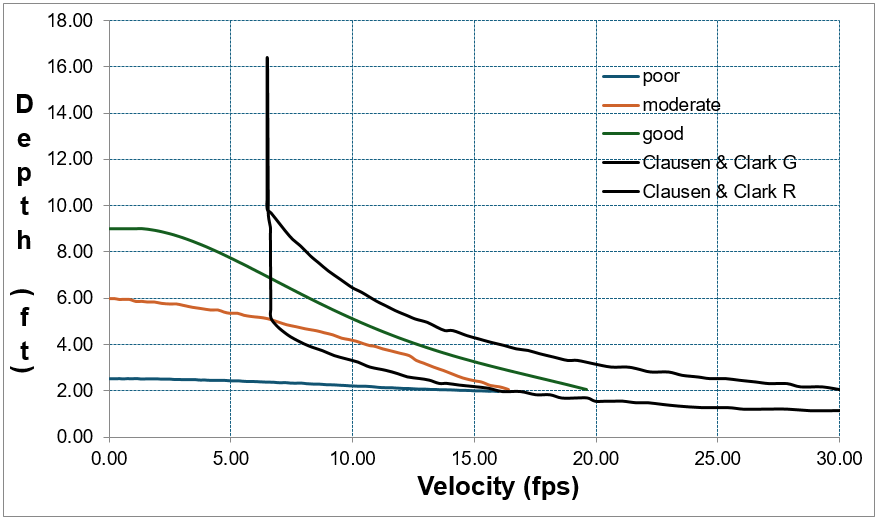 18.00
16.00
14.00
12.00
10.00
8.00
6.00
4.00
2.00
0.00
Depth (ft)
poor
moderate
good
Clausen & Clark G
Clausen & Clark R
0.00 5.00 10.00 15.00 20.00 25.00 30.00
Velocity (fps)